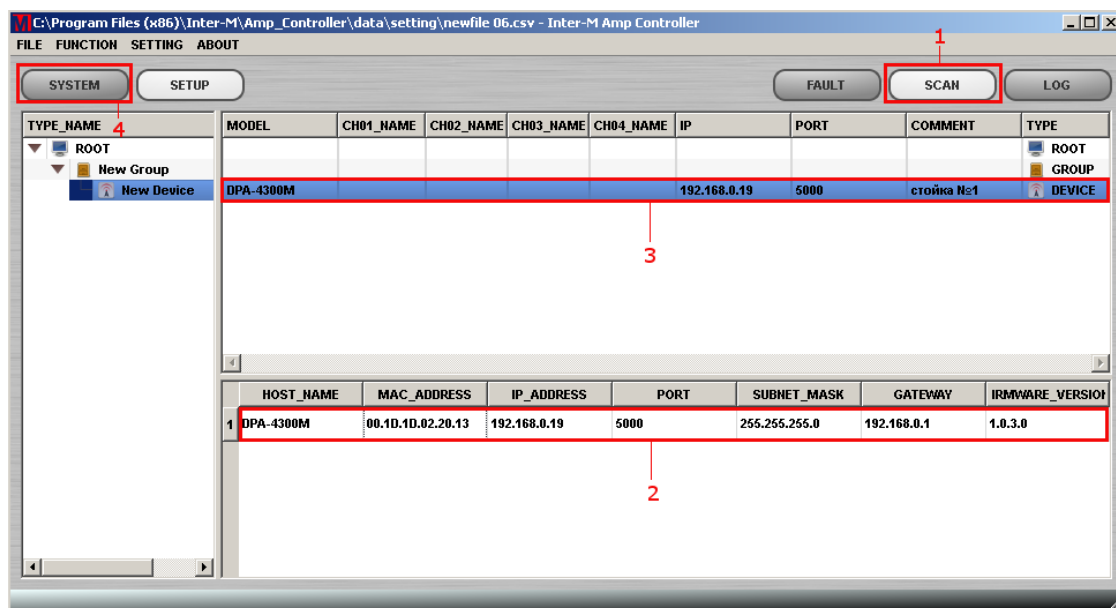 C:\Program Files (x86)\Inter-M\Amp_Controller\data\setting\newfile 06.csv - Inter-M Amp Controller
FILE FUNCTION SETTING ABOUT
1
SYSTEM SETUP FAULT SCAN LOG
4
TYPE_NAME MODEL CH01_NAME CH02_NAME CH03_NAME CH04_NAME IP PORT COMMENT TYPE
ROOT ROOT
New Group GROUP
New Device DPA-4300M 192.168.0.19 5000 стойка №1 DEVICE
3
HOST_NAME MAC_ADDRESS IP_ADDRESS PORT SUBNET_MASK GATEWAY IRMWARE_VERSION
1 DPA-4300M 00.1D.1D.02.20.13 192.168.0.19 5000 255.255.255.0 192.168.0.1 1.0.3.0
2